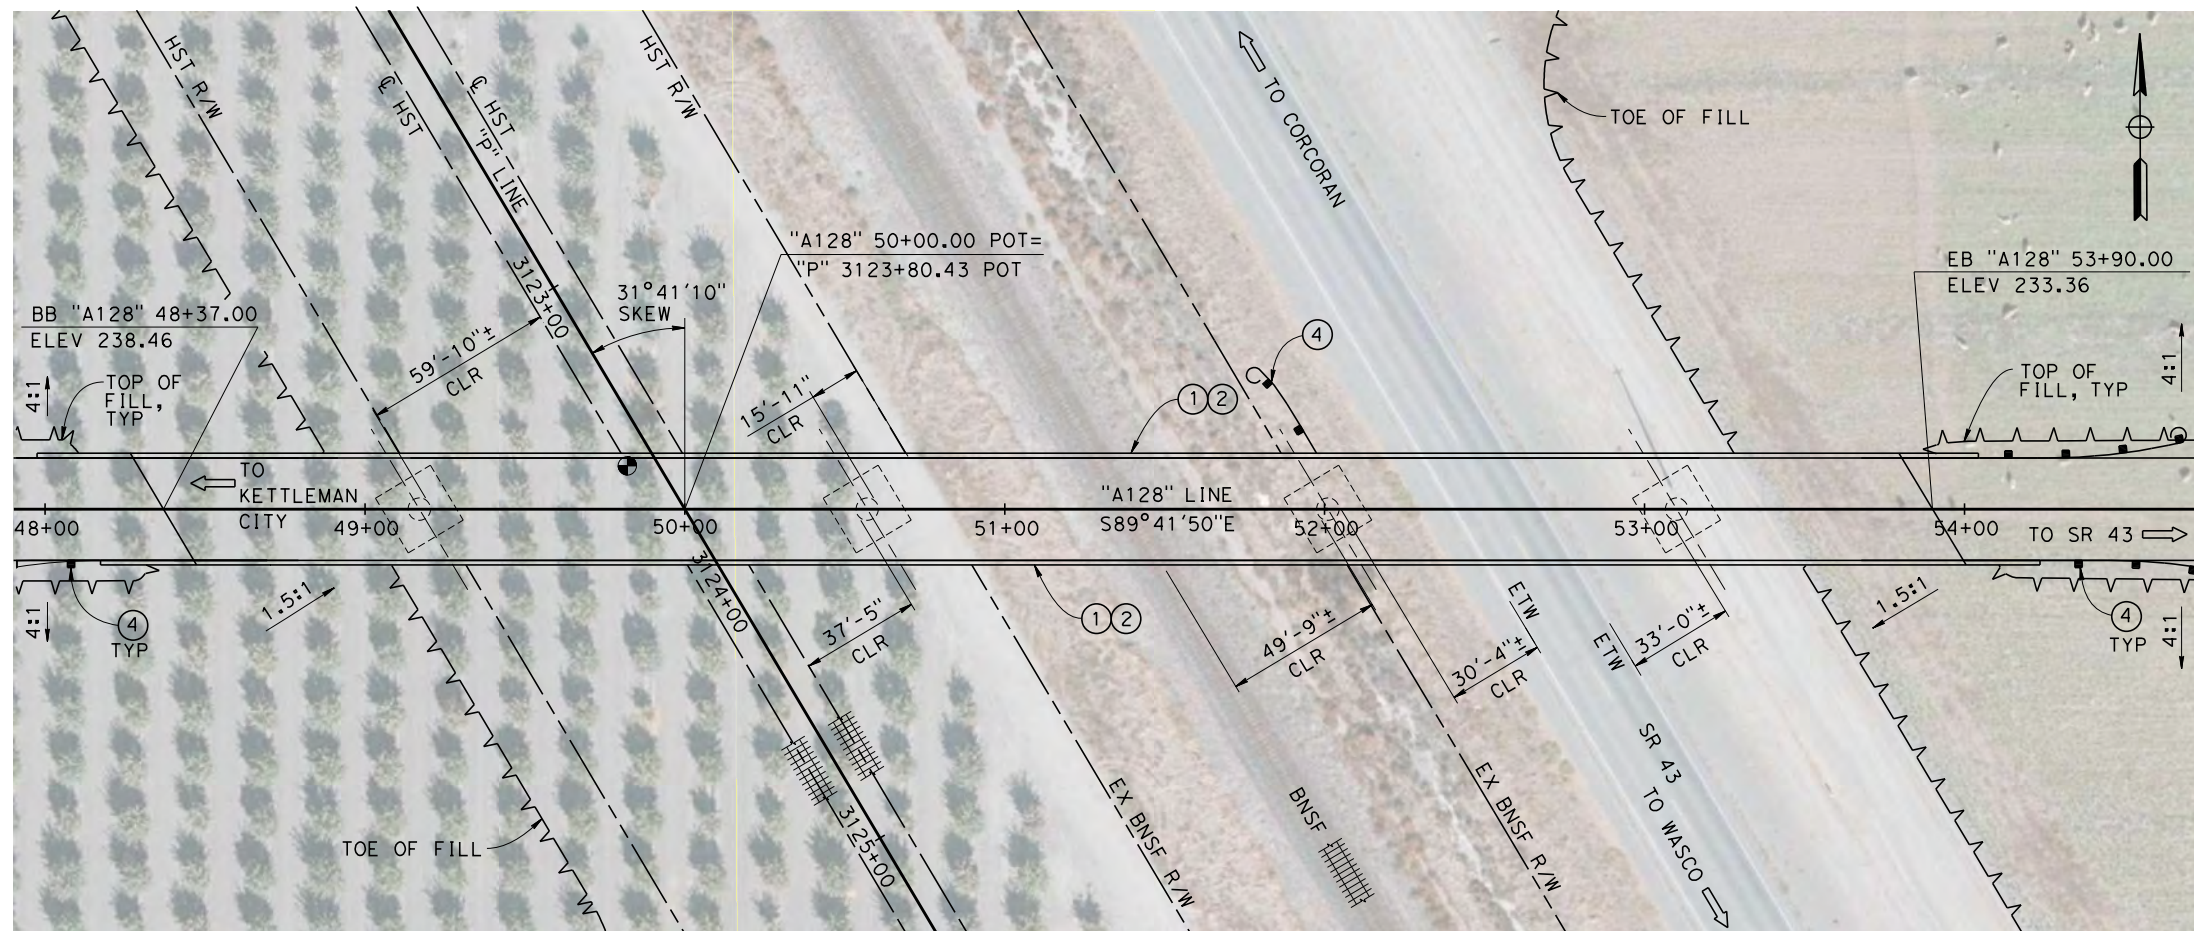 HST R/W
℄ HST
℄ HST
"P" LINE
HST R/W
TO CORCORAN
TOE OF FILL
"A128" 50+00.00 POT=
"P" 3123+80.43 POT
EB "A128" 53+90.00
ELEV 233.36
BB "A128" 48+37.00
ELEV 238.46
3123+00
31°41'10"
SKEW
59'-10"±
CLR
15'-11"
CLR
4
1
2
4:1
TOP OF
FILL,
TYP
TOP OF
FILL, TYP
4:1
TO
KETTLEMAN
CITY
"A128" LINE
S89°41'50"E
48+00
49+00
50+00
51+00
52+00
53+00
54+00
TO SR 43
3124+00
1.5:1
4:1
4
TYP
37'-5"
CLR
1
2
49'-9"±
CLR
30'-4"±
CLR
ETW
ETW
33'-0"±
CLR
1.5:1
4
TYP
4:1
TOE OF FILL
3125+00
EX BNSF R/W
BNSF
EX BNSF R/W
SR 43
TO WASCO